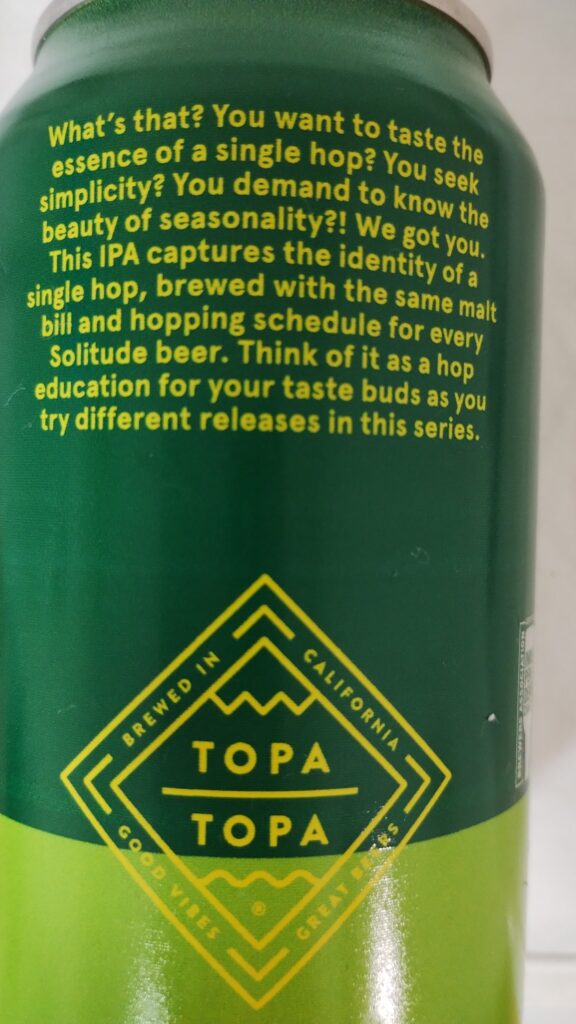 What's that? You want to taste the
essence of a single hop? You seek
simplicity? You demand to know the
beauty of seasonality?! We got you.
This IPA captures the identity of a
single hop, brewed with the same malt
bill and hopping schedule for every
Solitude beer. Think of it as a hop
education for your taste buds as you
try different releases in this series.
BREWED IN
CALIFORNIA
TOPA
TOPA
GOOD VIBES
GREAT BEERS
®
BREWERS ASSOCIATION